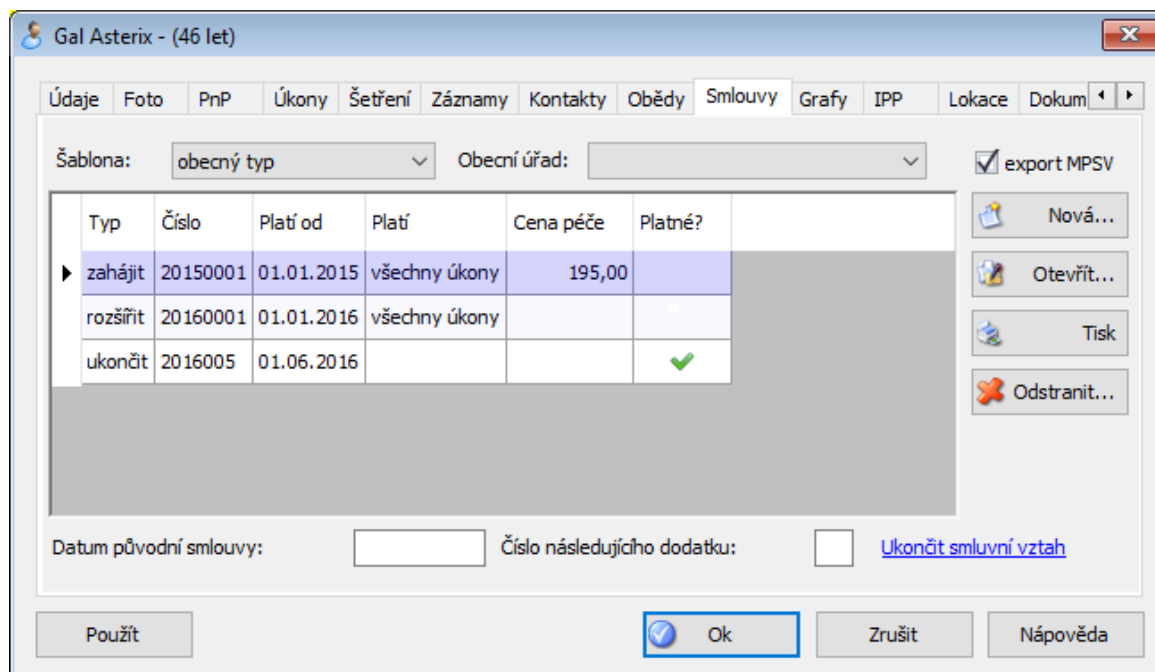 Gal Asterix - (46 let)
Údaje Foto PnP Úkony Šetření Záznamy Kontakty Obědy Smlouvy Grafy IPP Lokace Dokum
Šablona: obecný typ Obecní úřad: export MPSV
Typ Číslo Platí od Platí Cena péče Platné?
zahájit 20150001 01.01.2015 všechny úkony 195,00
rozšířit 20160001 01.01.2016 všechny úkony
ukončit 2016005 01.06.2016
Nová...
Otevřít...
Tisk
Odstranit...
Datum původní smlouvy: Číslo následujícího dodatku: Ukončit smluvní vztah
Použít Ok Zrušit Nápověda